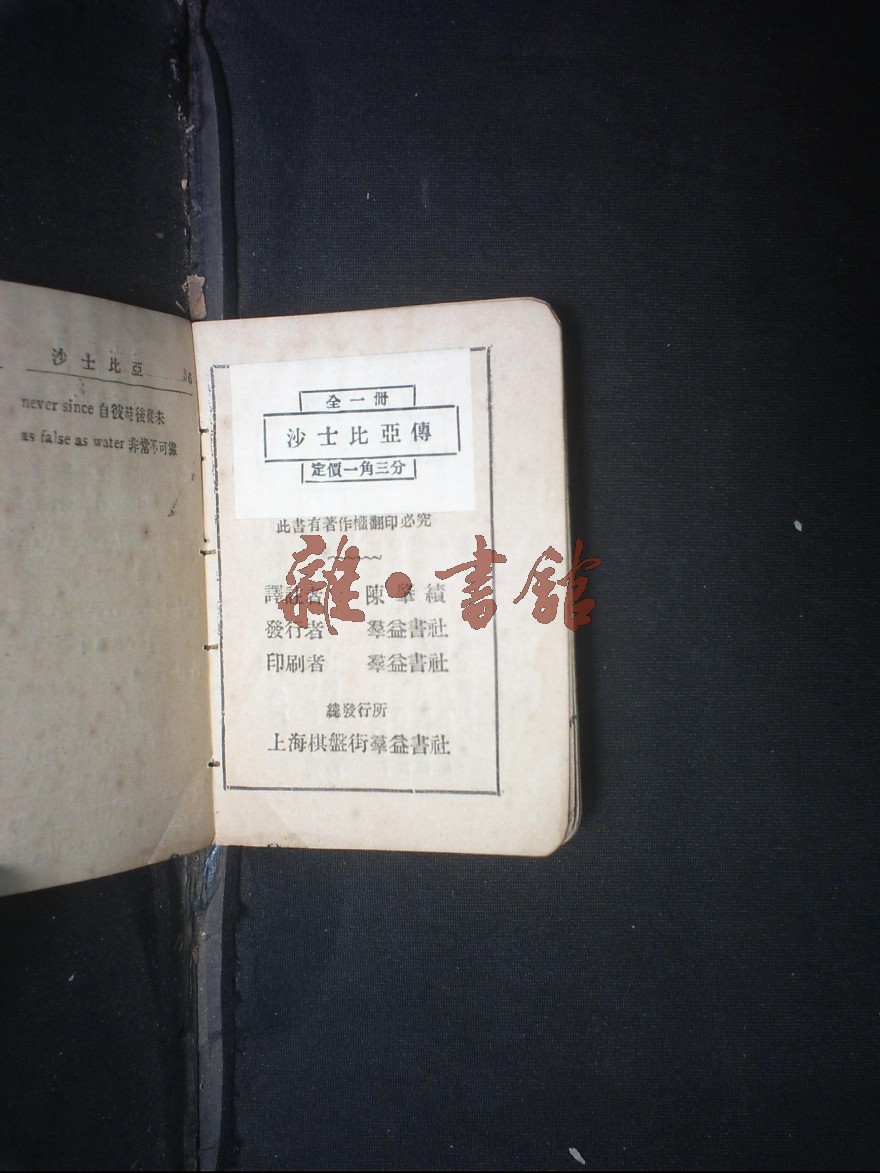 沙士比亞 36
never since 自彼時後從未
as false as water 非常不可靠
全一冊
沙士比亞傳
定價一角三分
此書有著作權翻印必究
譯註者 陳 績
發行者 羣益書社
印刷者 羣益書社
總發行所
上海棋盤街羣益書社
雜·書館